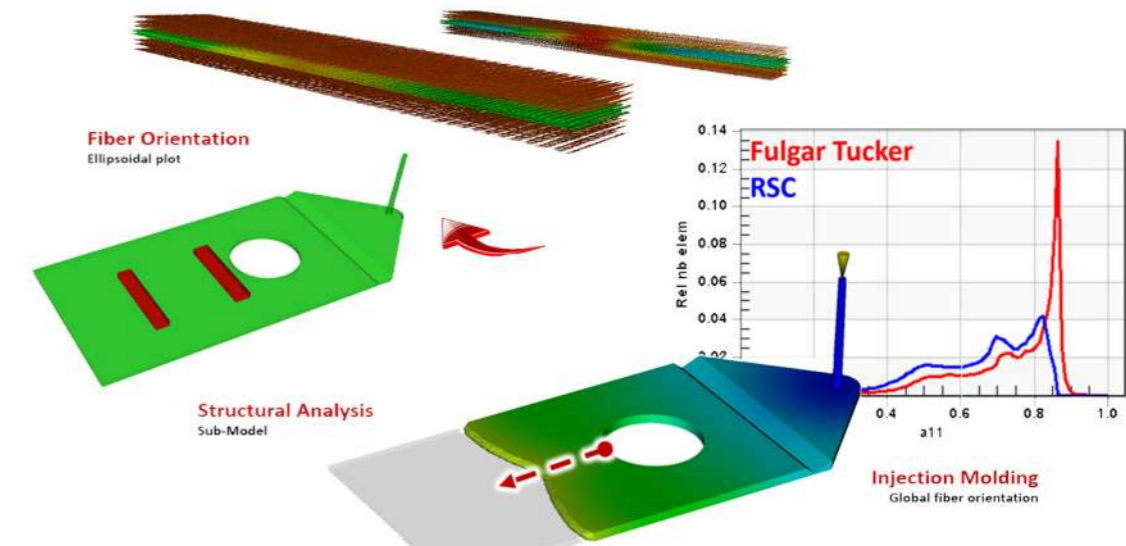 Fiber Orientation
Ellipsoidal plot
Fulgar Tucker
RSC
0.14
0.12
0.10
0.08
0.06
0.04
0.02
Rel nb elem
0.4
0.6
0.8
1.0
a11
Structural Analysis
Sub-Model
Injection Molding
Global fiber orientation